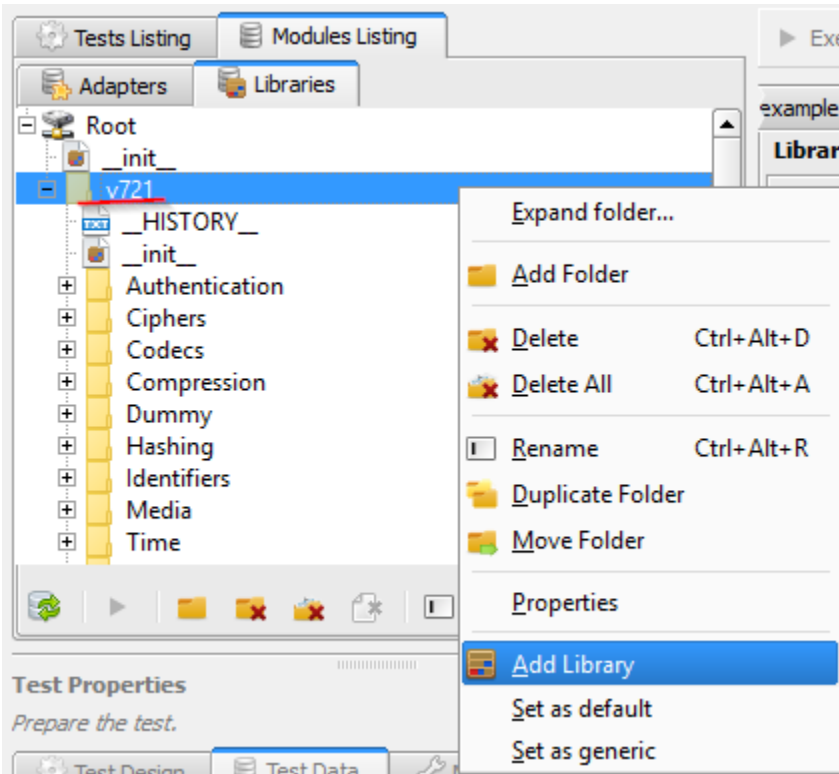 Tests Listing
Modules Listing
Exe
Adapters
Libraries
example
Root
Librar
__init__
v721
Expand folder...
__HISTORY__
__init__
Add Folder
Authentication
Ciphers
Delete Ctrl+Alt+D
Codecs
Compression
Delete All Ctrl+Alt+A
Dummy
Hashing
Rename Ctrl+Alt+R
Identifiers
Duplicate Folder
Media
Time
Move Folder
Properties
Add Library
Test Properties
Set as default
Prepare the test.
Set as generic
Test Design
Test Data